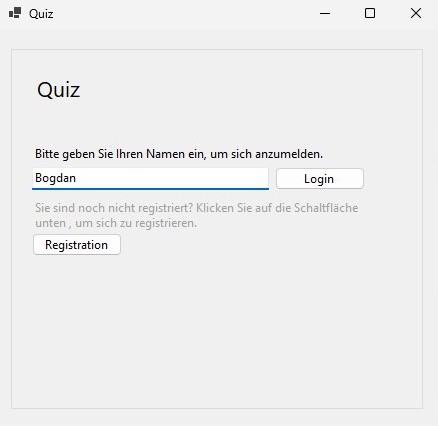 Quiz
Quiz
Bitte geben Sie Ihren Namen ein, um sich anzumelden.
Bogdan Login
Sie sind noch nicht registriert? Klicken Sie auf die Schaltfläche
unten , um sich zu registrieren.
Registration